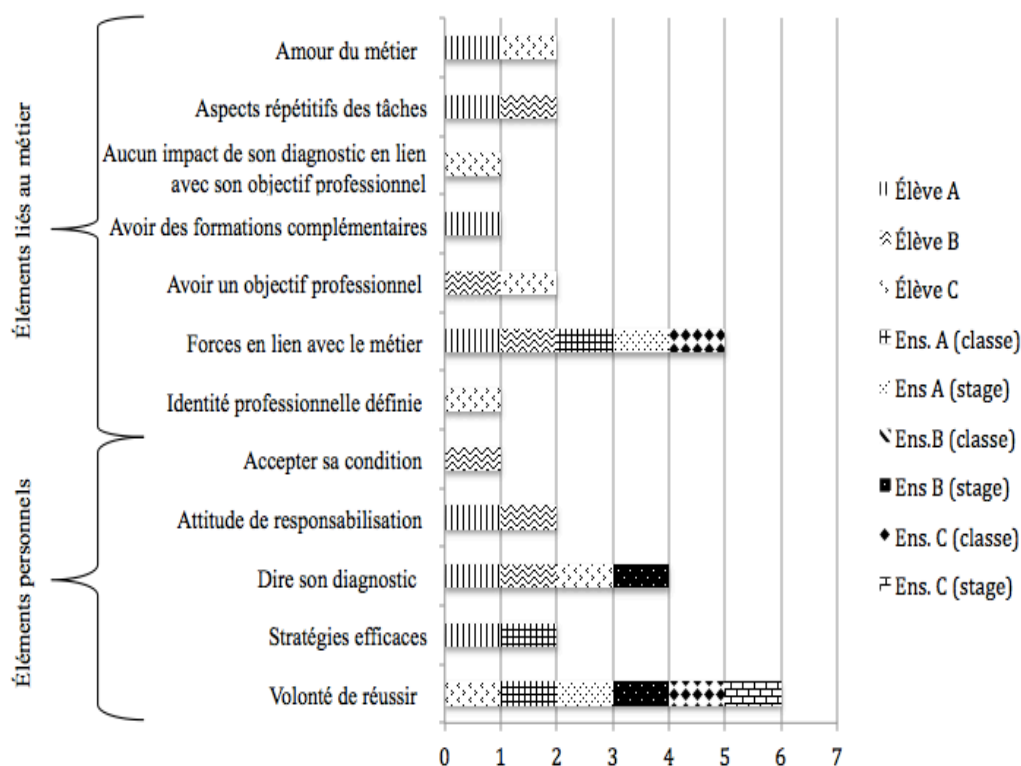 Éléments liés au métier
Amour du métier
Aspects répétitifs des tâches
Aucun impact de son diagnostic en lien
avec son objectif professionnel
Avoir des formations complémentaires
Avoir un objectif professionnel
Forces en lien avec le métier
Identité professionnelle définie
Éléments personnels
Accepter sa condition
Attitude de responsabilisation
Dire son diagnostic
Stratégies efficaces
Volonté de réussir
0 1 2 3 4 5 6 7
Élève A
Élève B
Élève C
Ens. A (classe)
Ens A (stage)
Ens.B (classe)
Ens B (stage)
Ens. C (classe)
Ens. C (stage)